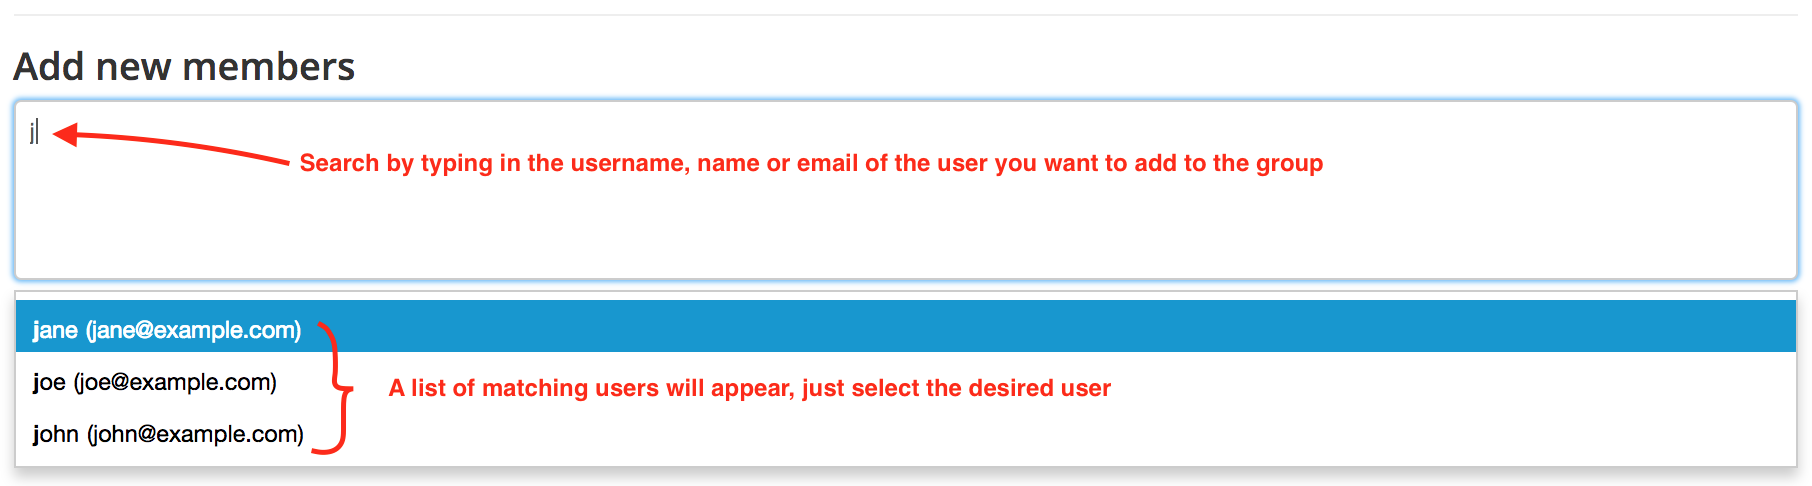 Add new members
j
Search by typing in the username, name or email of the user you want to add to the group
jane (jane@example.com)
joe (joe@example.com)
A list of matching users will appear, just select the desired user
john (john@example.com)